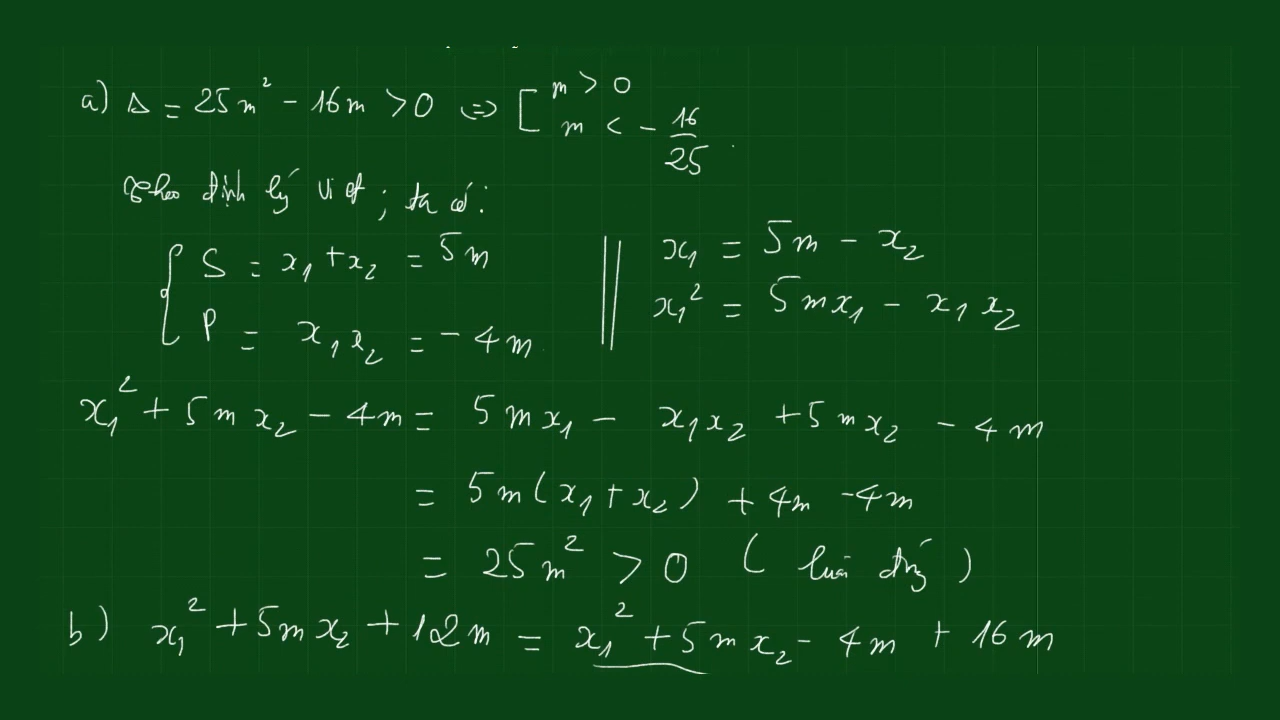 a) Δ = 25m² - 16m > 0 ⇔ [ m > 0
m < - 16/25
Theo định lý Viet; ta có:
{ S = x₁ + x₂ = 5m
P = x₁x₂ = -4m
|| x₁ = 5m - x₂
x₁² = 5mx₁ - x₁x₂
x₁² + 5mx₂ - 4m = 5mx₁ - x₁x₂ + 5mx₂ - 4m
= 5m(x₁ + x₂) + 4m - 4m
= 25m² > 0 (luôn đúng)
b) x₁² + 5mx₂ + 12m = x₁² + 5mx₂ - 4m + 16m